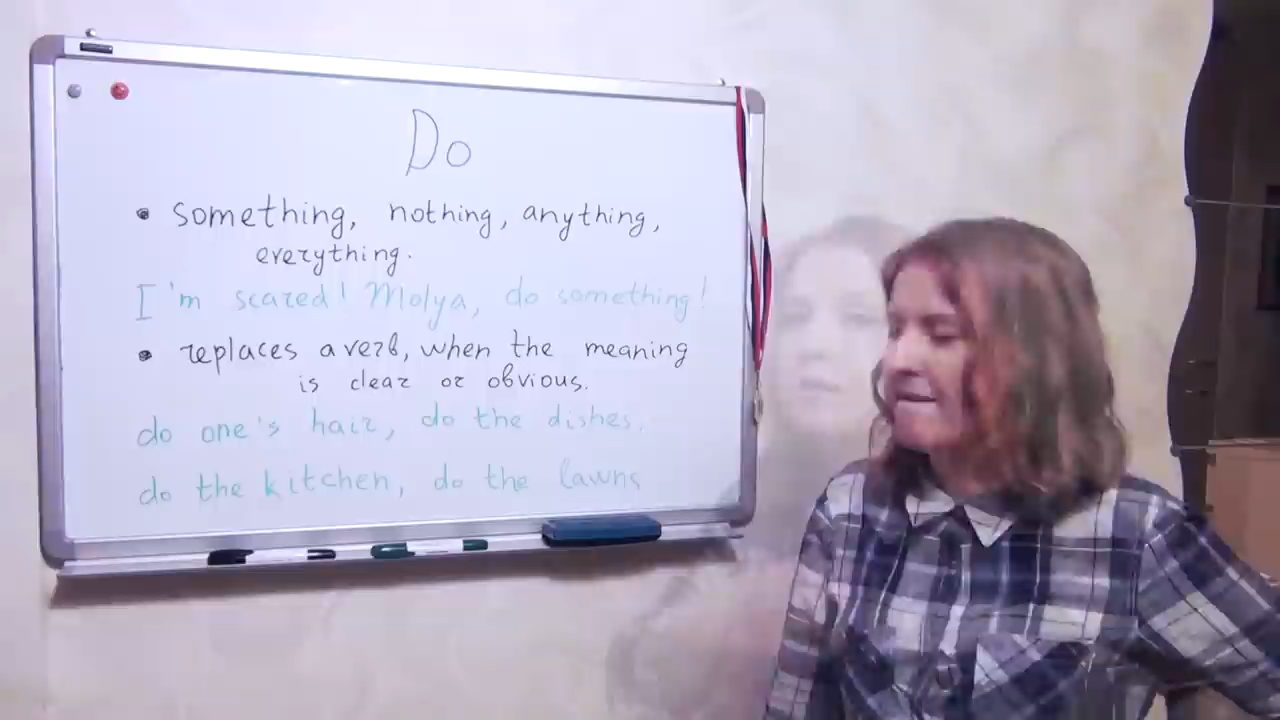 Do
• something, nothing, anything,
everything.
I'm scared! Molya, do something!
• replaces a verb, when the meaning
is clear or obvious.
do one's hair, do the dishes.
do the kitchen, do the lawns